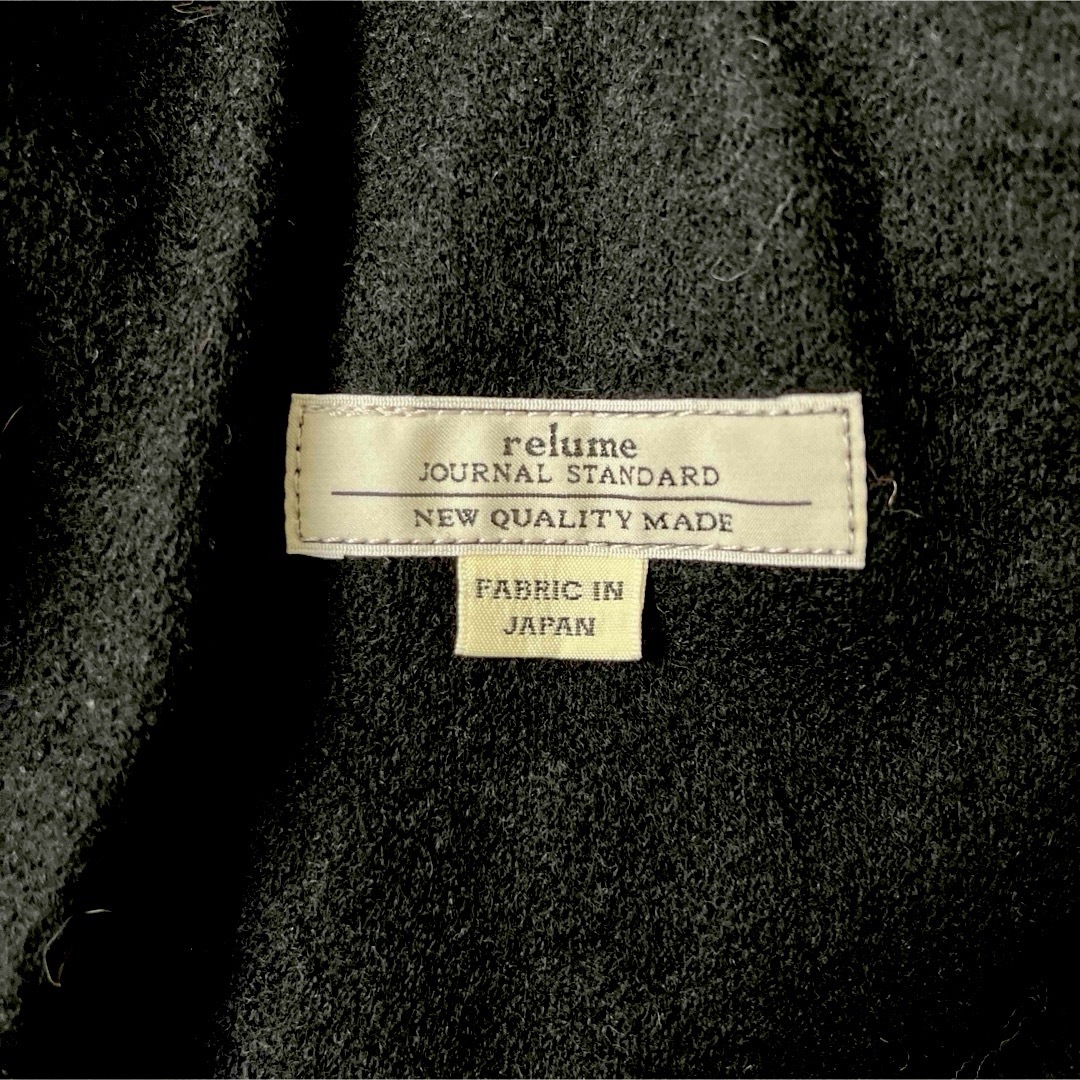 relume
JOURNAL STANDARD
NEW QUALITY MADE
FABRIC IN
JAPAN